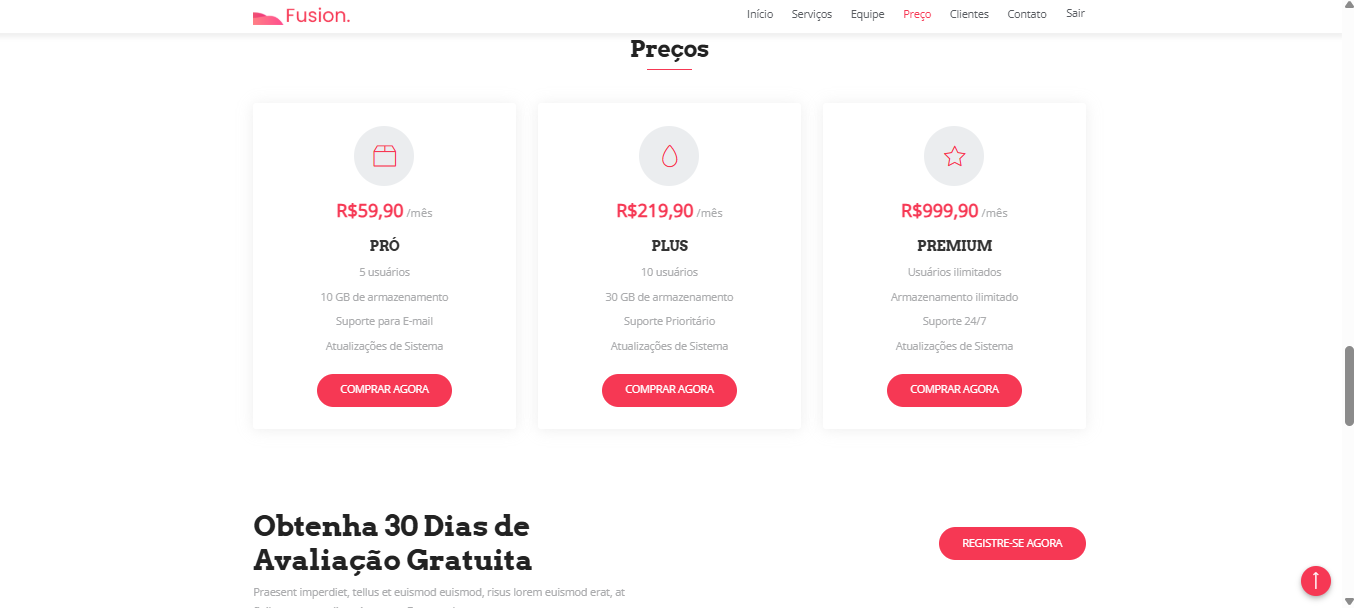 Fusion.
Início Serviços Equipe Preço Clientes Contato Sair
Preços
R$59,90 /mês
PRÓ
5 usuários
10 GB de armazenamento
Suporte para E-mail
Atualizações de Sistema
COMPRAR AGORA
R$219,90 /mês
PLUS
10 usuários
30 GB de armazenamento
Suporte Prioritário
Atualizações de Sistema
COMPRAR AGORA
R$999,90 /mês
PREMIUM
Usuários ilimitados
Armazenamento ilimitado
Suporte 24/7
Atualizações de Sistema
COMPRAR AGORA
Obtenha 30 Dias de
Avaliação Gratuita
Praesent imperdiet, tellus et euismod euismod, risus lorem euismod erat, at
REGISTRE-SE AGORA